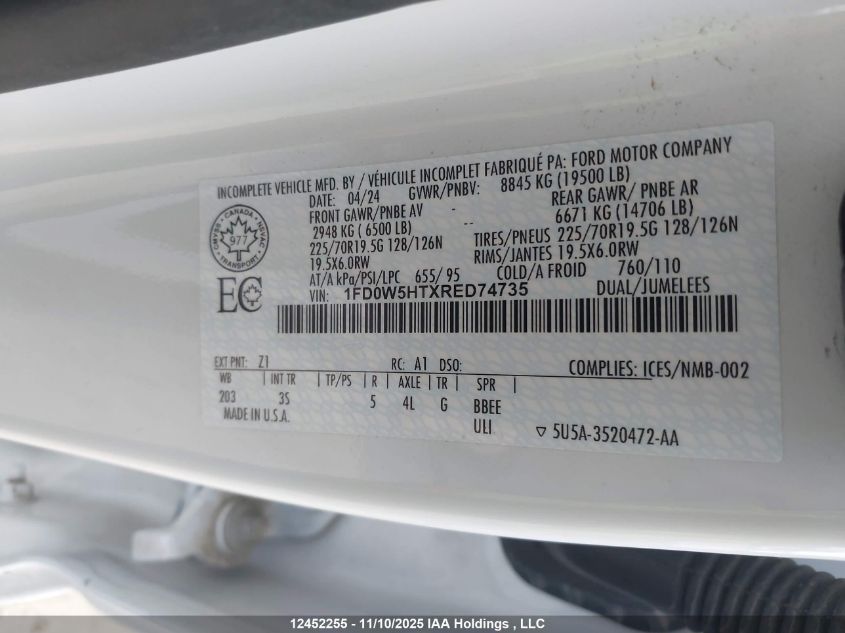 INCOMPLETE VEHICLE MFD. BY / VÉHICULE INCOMPLET FABRIQUÉ PA: FORD MOTOR COMPANY
DATE: 04/24 GVWR/PNBV: 8845 KG (19500 LB)
FRONT GAWR/PNBE AV - REAR GAWR/ PNBE AR
2948 KG ( 6500 LB) -- 6671 KG (14706 LB)
225/70R19.5G 128/126N TIRES/PNEUS 225/70R19.5G 128/126N
19.5X6.0RW RIMS/JANTES 19.5X6.0RW
AT/A kPa/PSI/LPC 655/ 95 COLD/A FROID 760/110
VIN: 1FD0W5HTXRED74735 DUAL/JUMELEES
CANADA
977
TRANSPORT
EC
EXT PNT: Z1 RC: A1 DSO: COMPLIES: ICES/NMB-002
WB | INT TR | TP/PS | R | AXLE | TR | SPR |
203 3S 5 4L G BBEE
MADE IN U.S.A. ULI 5U5A-3520472-AA
12452255 - 11/10/2025 IAA Holdings , LLC